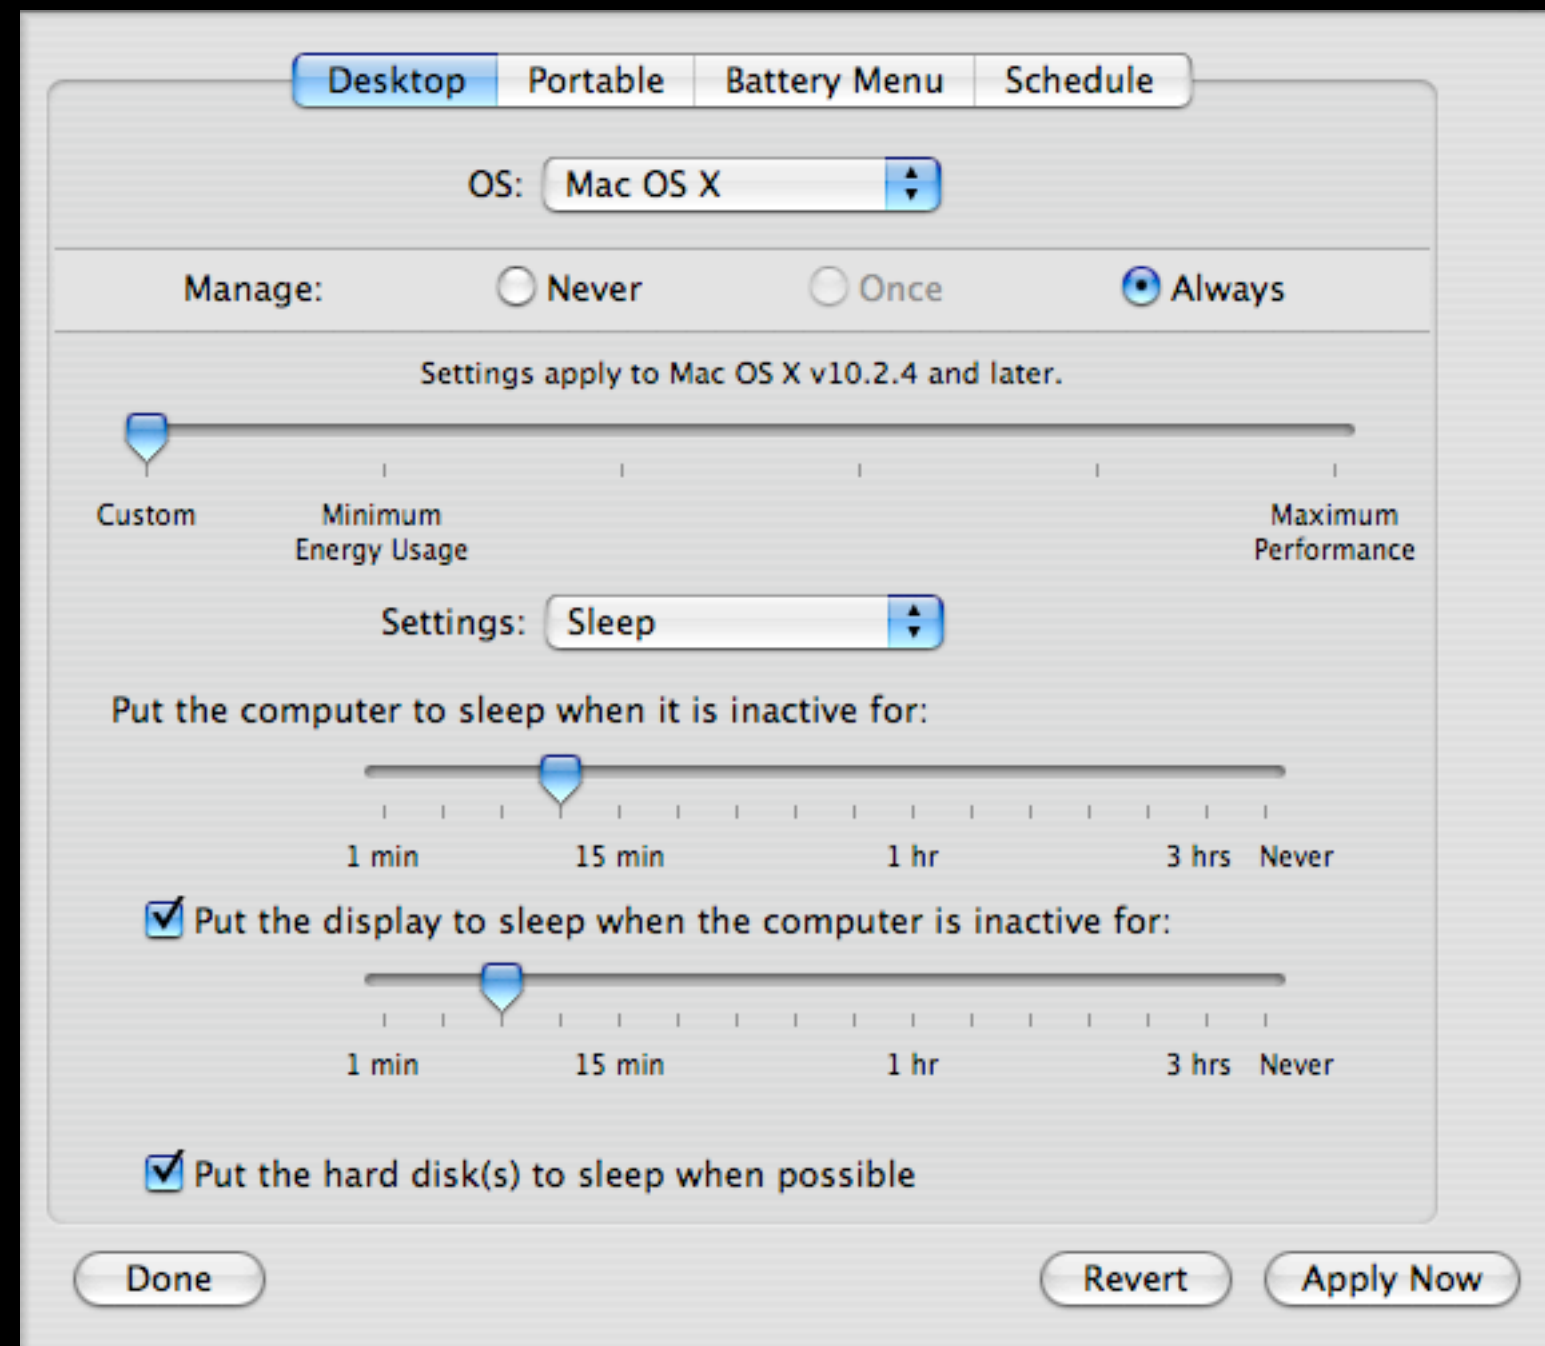 Desktop Portable Battery Menu Schedule
OS: Mac OS X
Manage: Never Once Always
Settings apply to Mac OS X v10.2.4 and later.
Custom Minimum Maximum
Energy Usage Performance
Settings: Sleep
Put the computer to sleep when it is inactive for:
1 min 15 min 1 hr 3 hrs Never
Put the display to sleep when the computer is inactive for:
1 min 15 min 1 hr 3 hrs Never
Put the hard disk(s) to sleep when possible
Done Revert Apply Now